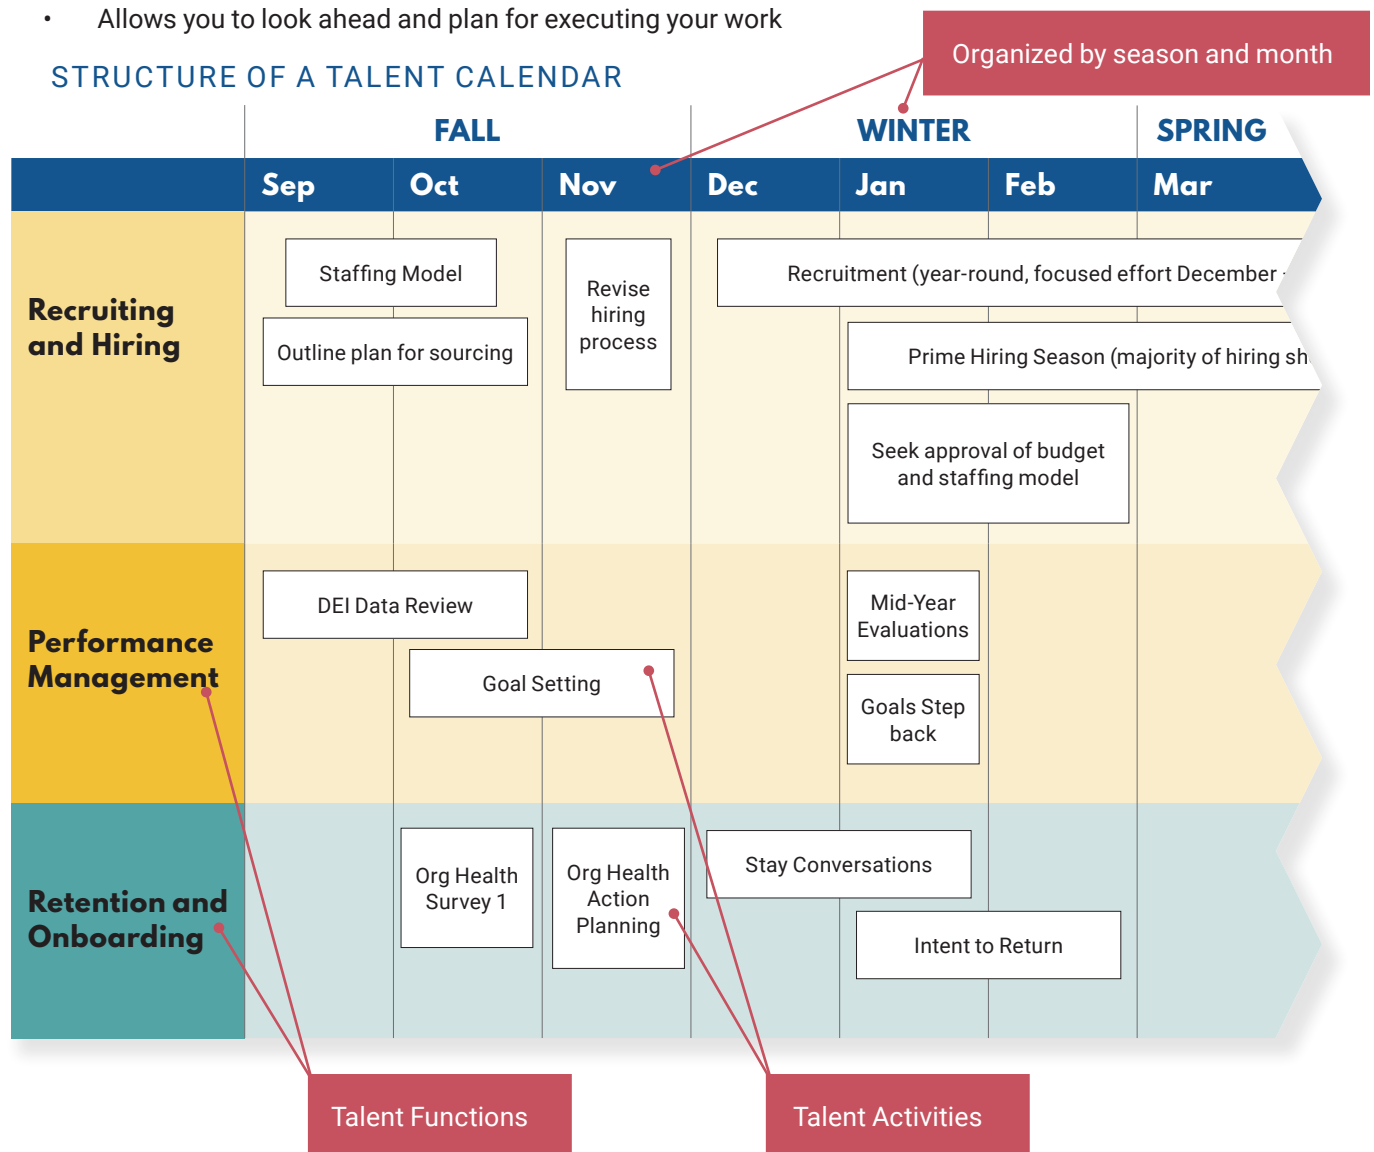 • Allows you to look ahead and plan for executing your work
Organized by season and month
STRUCTURE OF A TALENT CALENDAR
FALL
WINTER
SPRING
Sep
Oct
Nov
Dec
Jan
Feb
Mar
Recruiting
and Hiring
Staffing Model
Outline plan for sourcing
Revise
hiring
process
Recruitment (year-round, focused effort December
Prime Hiring Season (majority of hiring
Seek approval of budget
and staffing model
Performance
Management
DEI Data Review
Goal Setting
Mid-Year
Evaluations
Goals Step
back
Retention and
Onboarding
Org Health
Survey 1
Org Health
Action
Planning
Stay Conversations
Intent to Return
Talent Functions
Talent Activities